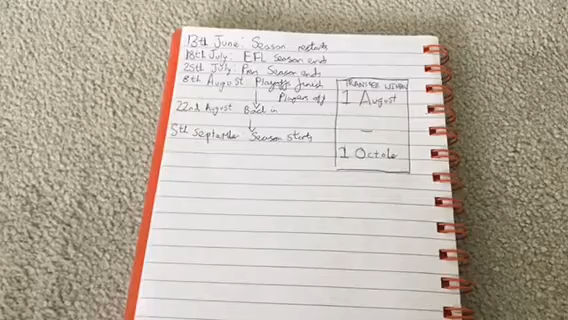 13th June: Season restarts
18th July: EFL Season ends
25th July: Prem Season ends
8th August Playoffs finish
Players off
22nd August Back in
5th September Season starts
TRANSFER WINDOW
1 August
—
1 October